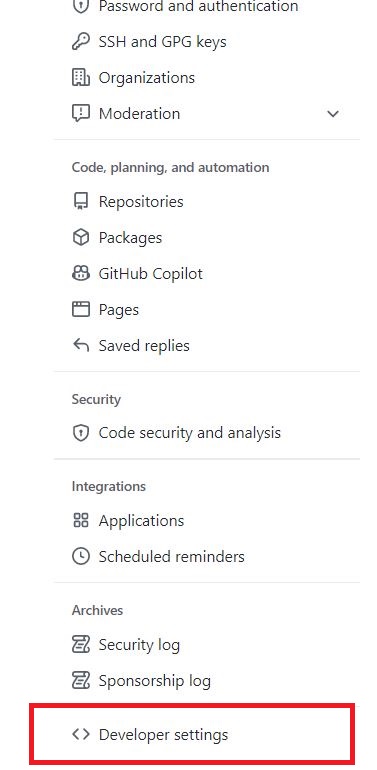 Password and authentication
SSH and GPG keys
Organizations
Moderation
Code, planning, and automation
Repositories
Packages
GitHub Copilot
Pages
Saved replies
Security
Code security and analysis
Integrations
Applications
Scheduled reminders
Archives
Security log
Sponsorship log
Developer settings